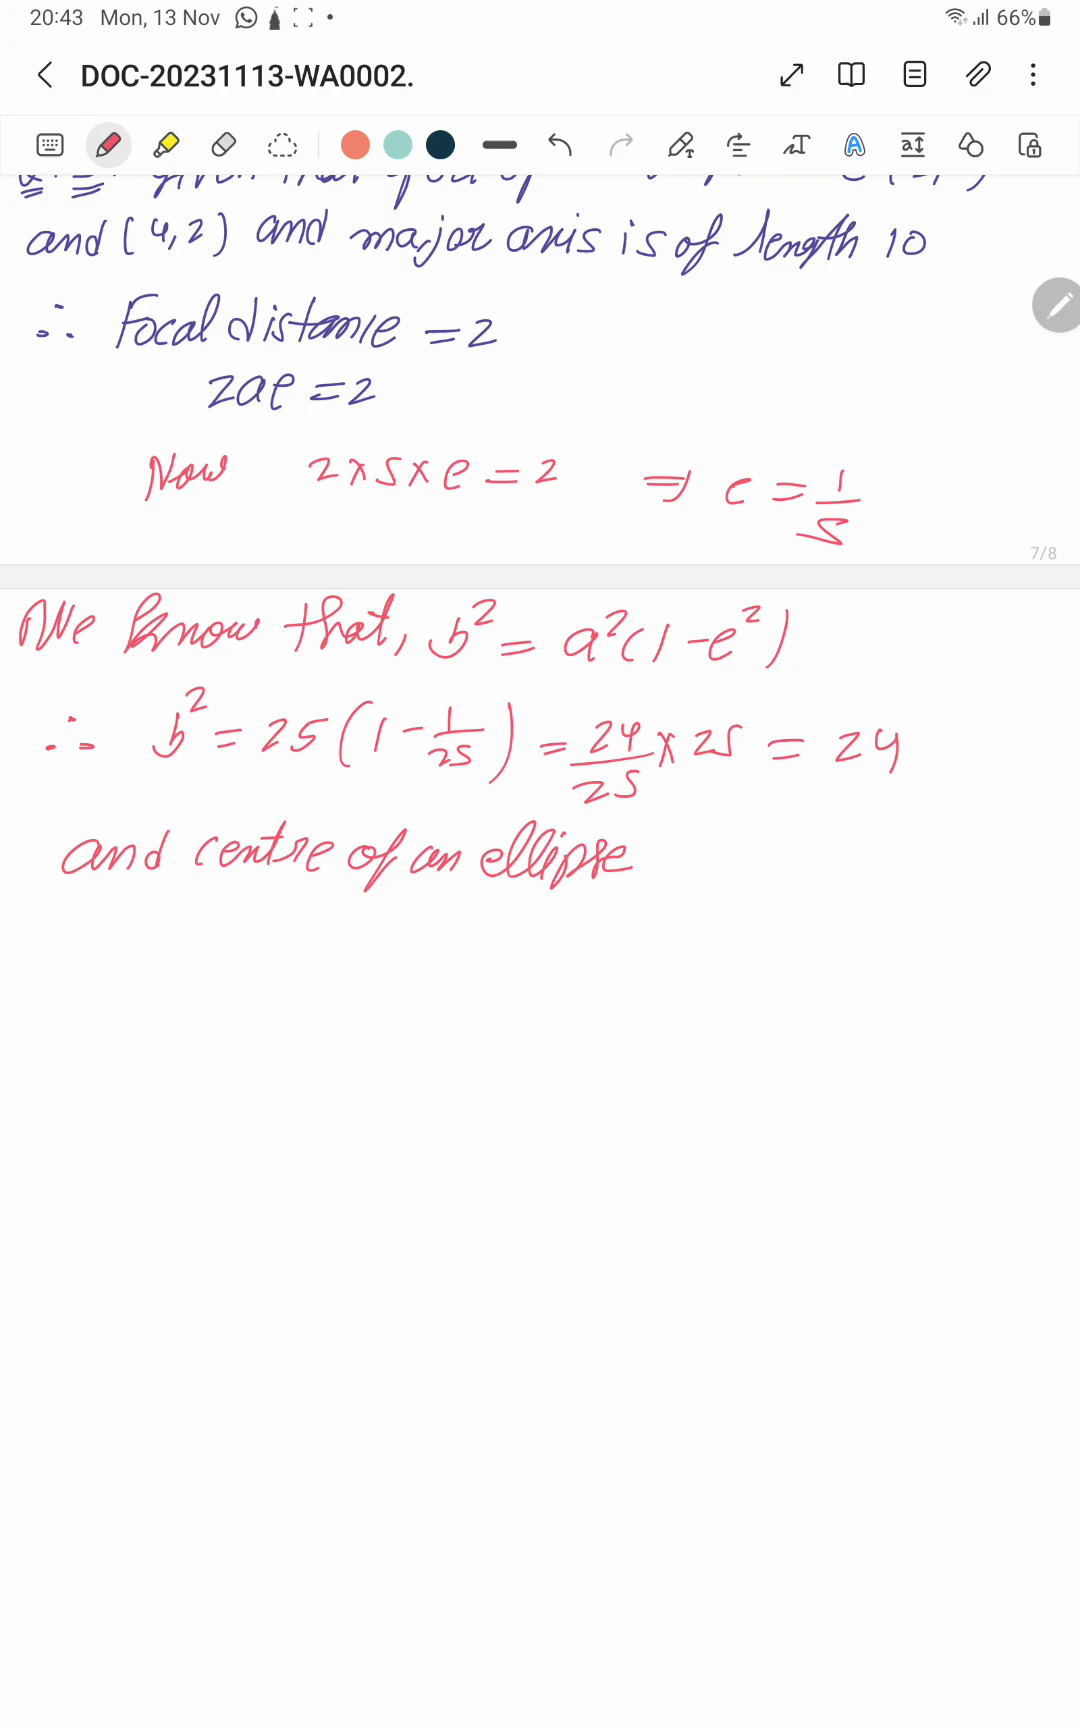 20:43 Mon, 13 Nov 66%
DOC-20231113-WA0002.
given that
and (4,2) and major axis is of length 10
∴ Focal distance = 2
2ae = 2
Now 2×5×e = 2 ⇒ e = 1/5
7/8
We know that, b² = a²(1-e²)
∴ b² = 25(1-1/25) = 24/25 × 25 = 24
and centre of an ellipse